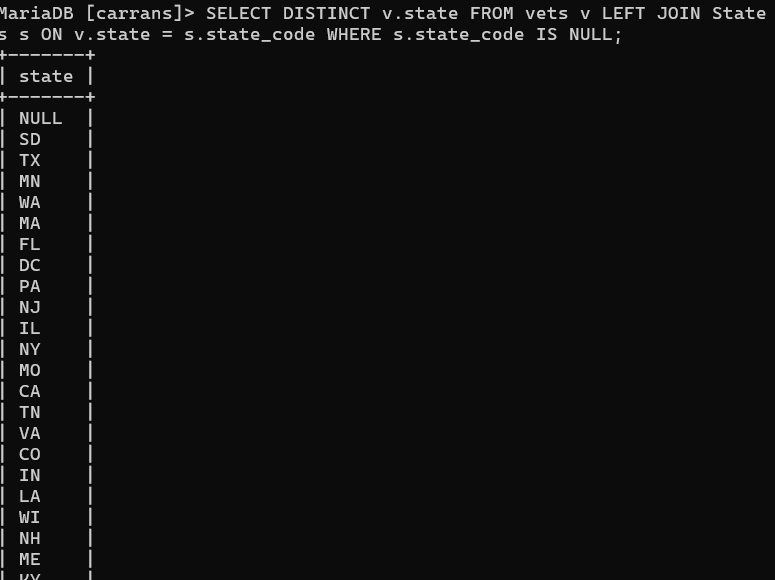 MariaDB [carrans]> SELECT DISTINCT v.state FROM vets v LEFT JOIN State
s s ON v.state = s.state_code WHERE s.state_code IS NULL;
+-------+
| state |
+-------+
| NULL  |
| SD    |
| TX    |
| MN    |
| WA    |
| MA    |
| FL    |
| DC    |
| PA    |
| NJ    |
| IL    |
| NY    |
| MO    |
| CA    |
| TN    |
| VA    |
| CO    |
| IN    |
| LA    |
| WI    |
| NH    |
| ME    |
| KY    |